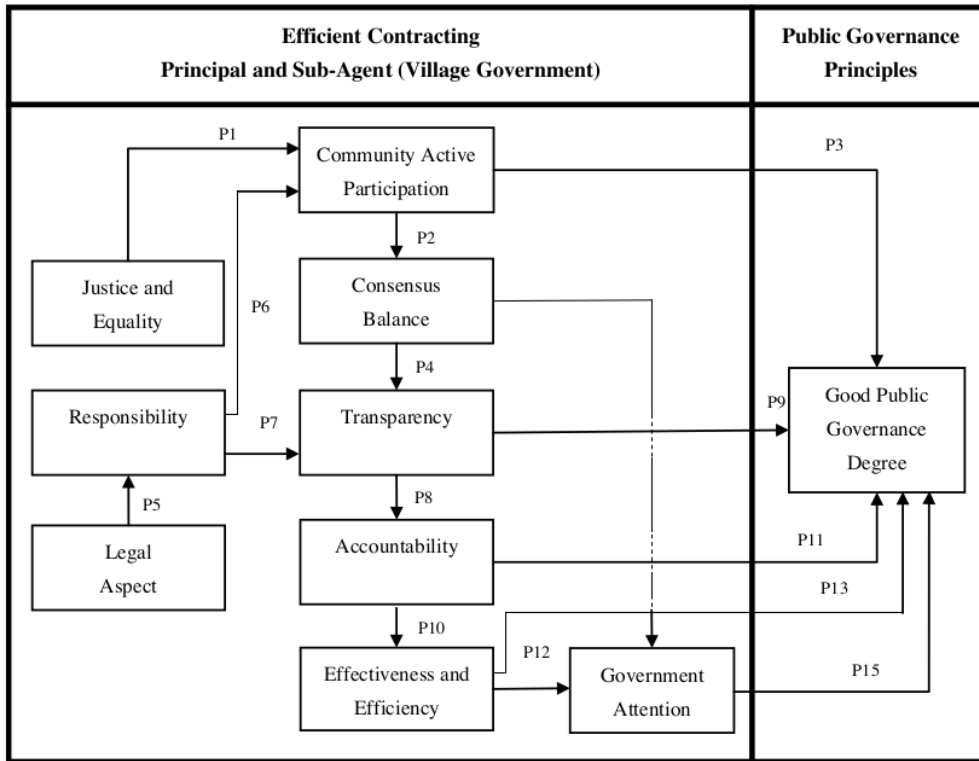 Efficient Contracting
Principal and Sub-Agent (Village Government)
Public Governance
Principles
P1
Community Active
Participation
P3
P2
Justice and
Equality
Consensus
Balance
P6
P4
Responsibility
P7
Transparency
P9
Good Public
Governance
Degree
P5
P8
Legal
Aspect
Accountability
P11
P13
P10
P12
Effectiveness and
Efficiency
Government
Attention
P15